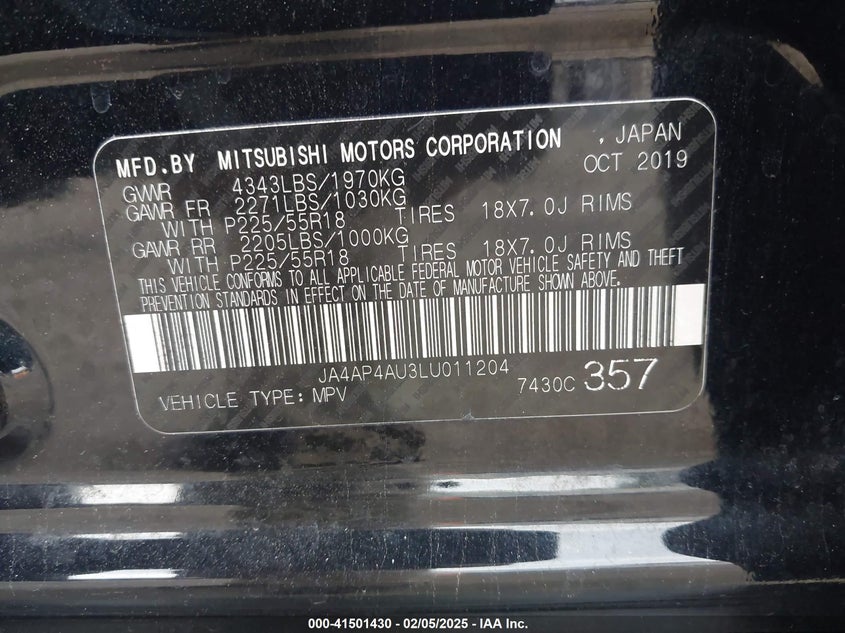 MFD.BY MITSUBISHI MOTORS CORPORATION , JAPAN
OCT 2019
GVWR 4343LBS/1970KG
GAWR FR 2271LBS/1030KG
WITH P225/55R18 TIRES 18X7.0J RIMS
GAWR RR 2205LBS/1000KG
WITH P225/55R18 TIRES 18X7.0J RIMS
THIS VEHICLE CONFORMS TO ALL APPLICABLE FEDERAL MOTOR VEHICLE SAFETY AND THEFT
PREVENTION STANDARDS IN EFFECT ON THE DATE OF MANUFACTURE SHOWN ABOVE.
JA4AP4AU3LU011204
VEHICLE TYPE: MPV 7430C 357
000-41501430 - 02/05/2025 - IAA Inc.